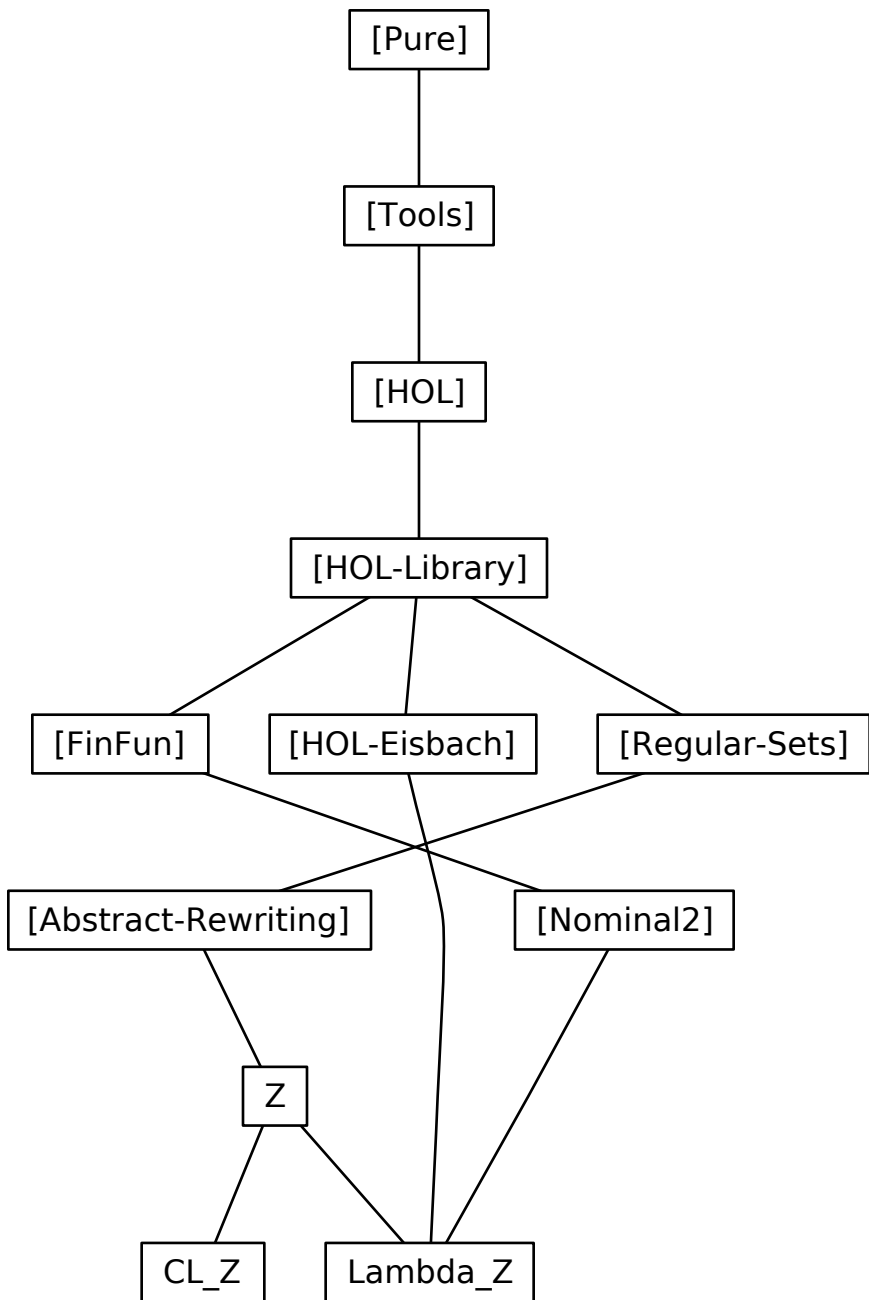 [Pure]
[Tools]
[HOL]
[HOL-Library]
[FinFun]
[HOL-Eisbach]
[Regular-Sets]
[Abstract-Rewriting]
[Nominal2]
Z
CL_Z
Lambda_Z